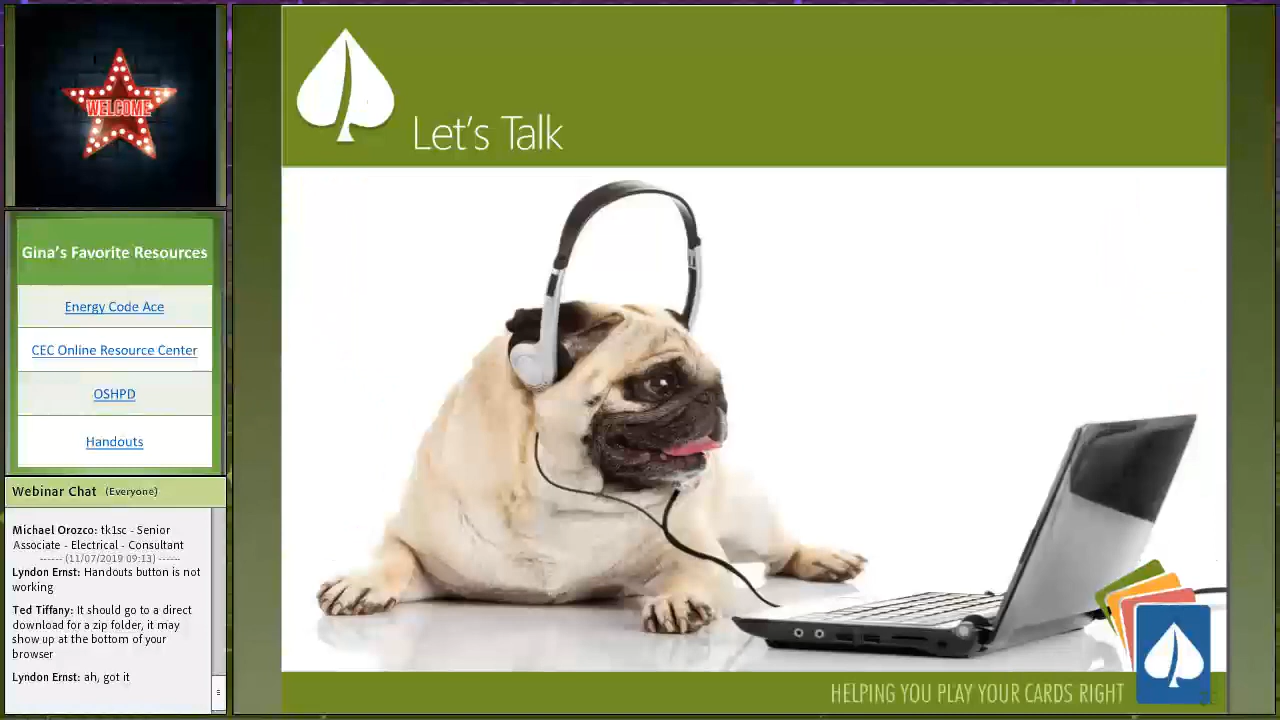 WELCOME
Let's Talk
Gina's Favorite Resources
Energy Code Ace
CEC Online Resource Center
OSHPD
Handouts
Webinar Chat (Everyone)
Michael Orozco: tk1sc - Senior
Associate - Electrical - Consultant
------ (11/07/2019 09:13) ------
Lyndon Ernst: Handouts button is not
working
Ted Tiffany: It should go to a direct
download for a zip folder, it may
show up at the bottom of your
browser
Lyndon Ernst: ah, got it
HELPING YOU PLAY YOUR CARDS RIGHT